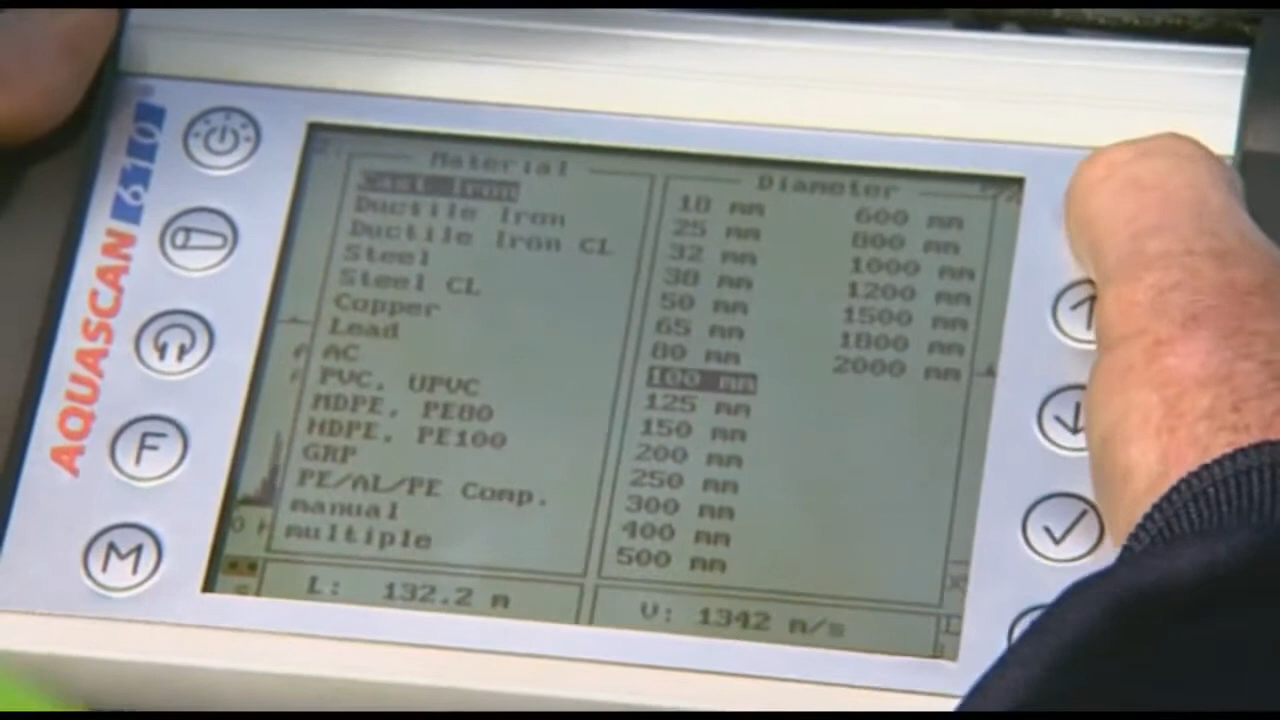 AQUASCAN 610
F
M
Material
Cast Iron
Ductile Iron
Ductile Iron CL
Steel
Steel CL
Copper
Lead
AC
PVC, UPVC
MDPE, PE80
HDPE, PE100
GRP
PE/AL/PE Comp.
manual
multiple
Diameter
18 mm
25 mm
32 mm
38 mm
50 mm
65 mm
80 mm
100 mm
125 mm
150 mm
200 mm
250 mm
300 mm
400 mm
500 mm
600 mm
800 mm
1000 mm
1200 mm
1500 mm
1800 mm
2000 mm
L: 132.2 m
V: 1342 m/s